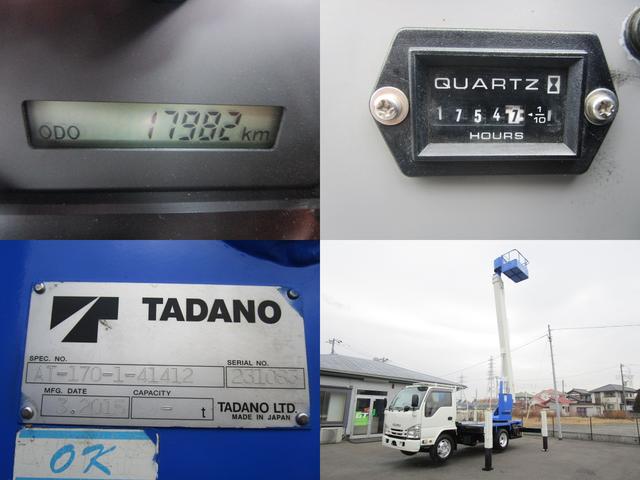 ODO 17982 km
QUARTZ
1 7 5 4 7 1/10
HOURS
TADANO
SPEC. NO. SERIAL NO.
AT-170-1-41412
MFG. DATE CAPACITY
3.2015 - t
TADANO LTD.
MADE IN JAPAN
OK
ISUZU